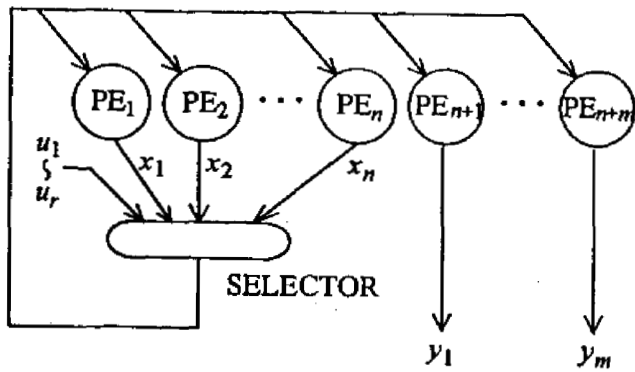 PE₁ PE₂ ··· PEₙ PEₙ₊₁ ··· PEₙ₊ₘ
u₁
≀
uᵣ
x₁ x₂ xₙ
SELECTOR
y₁ yₘ